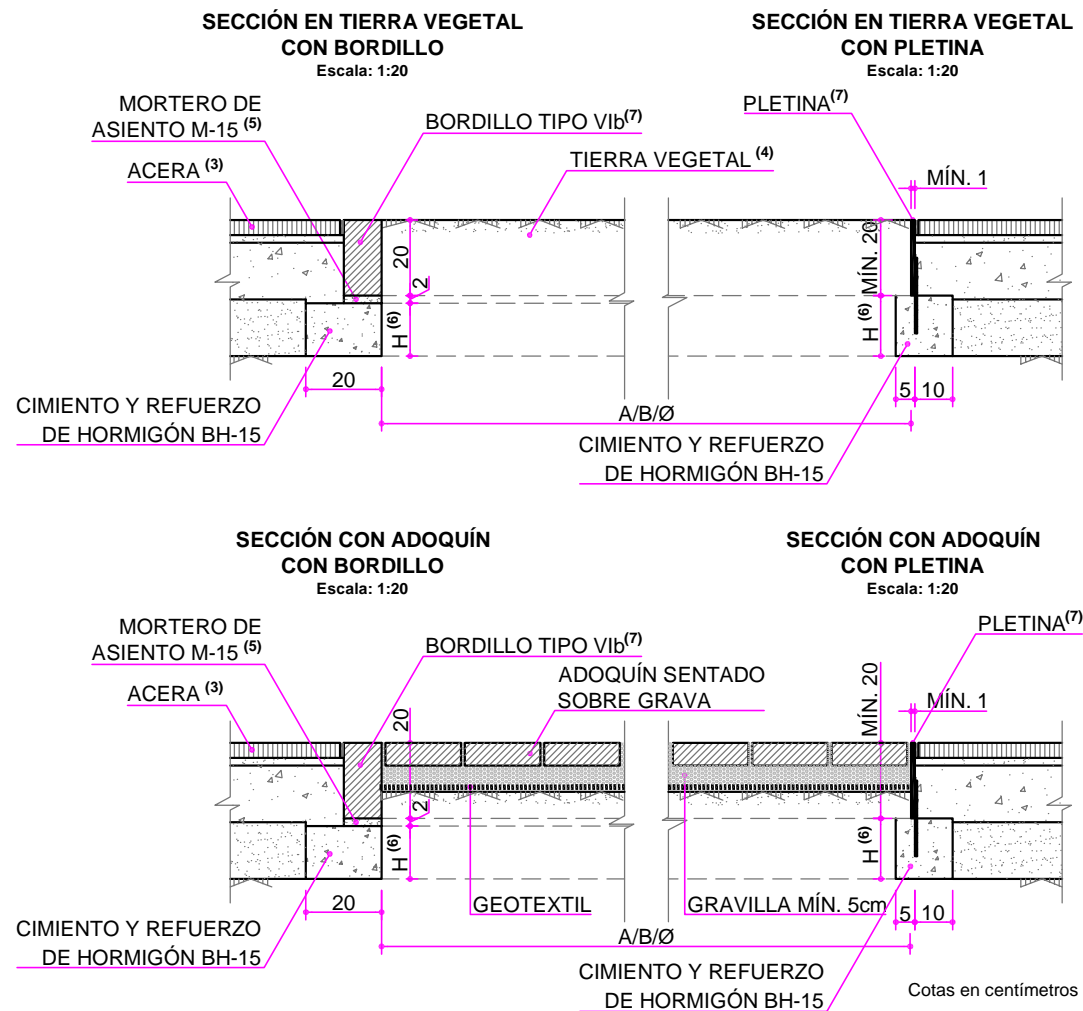 SECCIÓN EN TIERRA VEGETAL
CON BORDILLO
Escala: 1:20
SECCIÓN EN TIERRA VEGETAL
CON PLETINA
Escala: 1:20
MORTERO DE
ASIENTO M-15 (5)
BORDILLO TIPO VIb(7)
PLETINA(7)
ACERA (3)
TIERRA VEGETAL (4)
MÍN. 1
20
2
H (6)
MÍN. 20
H (6)
20
5
10
A/B/Ø
CIMIENTO Y REFUERZO
DE HORMIGÓN BH-15
CIMIENTO Y REFUERZO
DE HORMIGÓN BH-15
SECCIÓN CON ADOQUÍN
CON BORDILLO
Escala: 1:20
SECCIÓN CON ADOQUÍN
CON PLETINA
Escala: 1:20
MORTERO DE
ASIENTO M-15 (5)
BORDILLO TIPO VIb(7)
PLETINA(7)
ACERA (3)
ADOQUÍN SENTADO
SOBRE GRAVA
MÍN. 1
20
2
H (6)
MÍN. 20
H (6)
20
GEOTEXTIL
GRAVILLA MÍN. 5cm
5
10
A/B/Ø
CIMIENTO Y REFUERZO
DE HORMIGÓN BH-15
CIMIENTO Y REFUERZO
DE HORMIGÓN BH-15
Cotas en centímetros